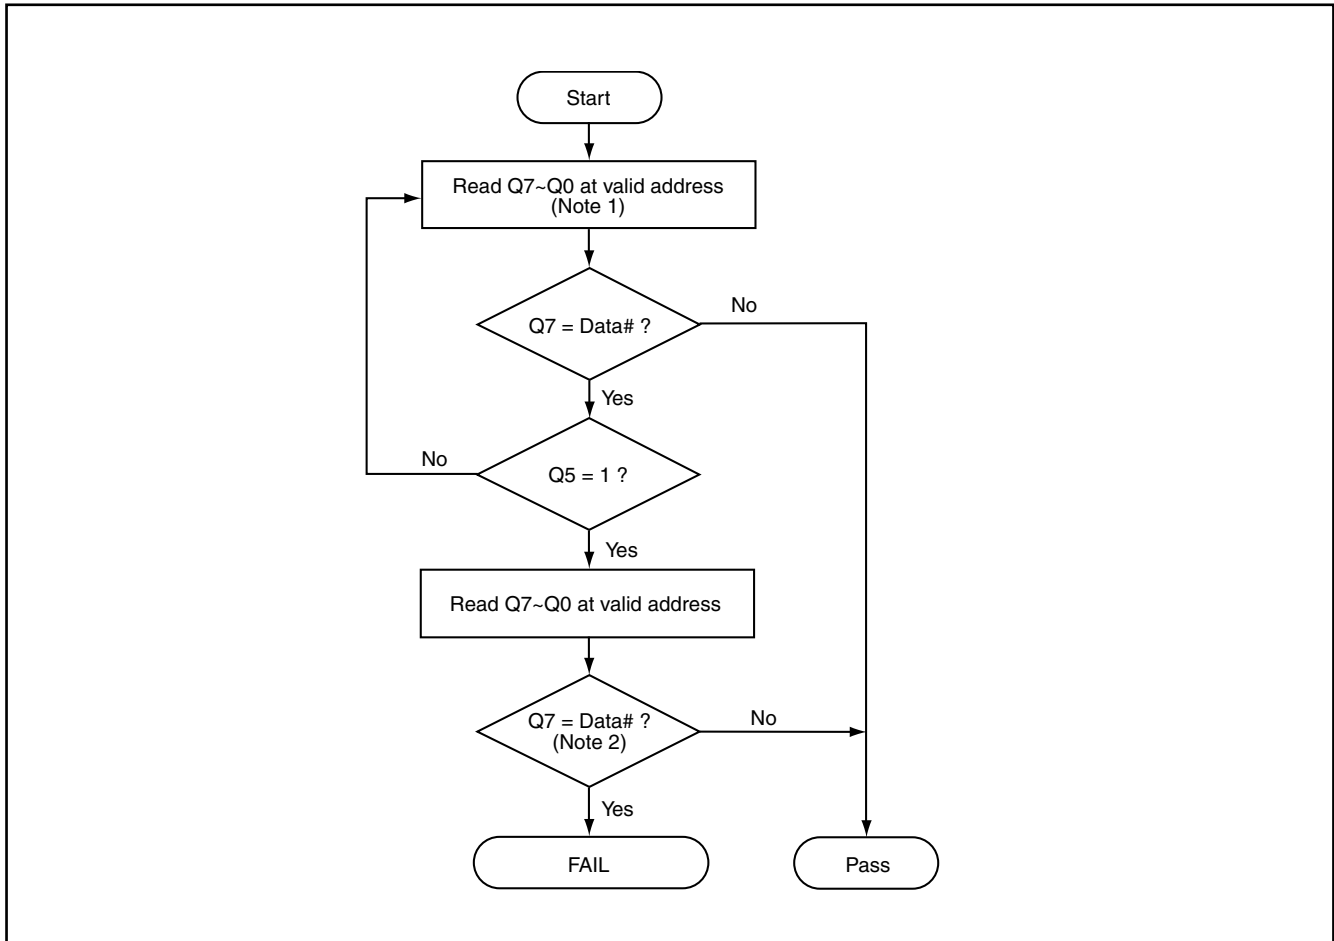 Start
Read Q7~Q0 at valid address
(Note 1)
Q7 = Data# ?
No
Yes
Q5 = 1 ?
No
Yes
Read Q7~Q0 at valid address
Q7 = Data# ?
(Note 2)
No
Yes
FAIL
Pass